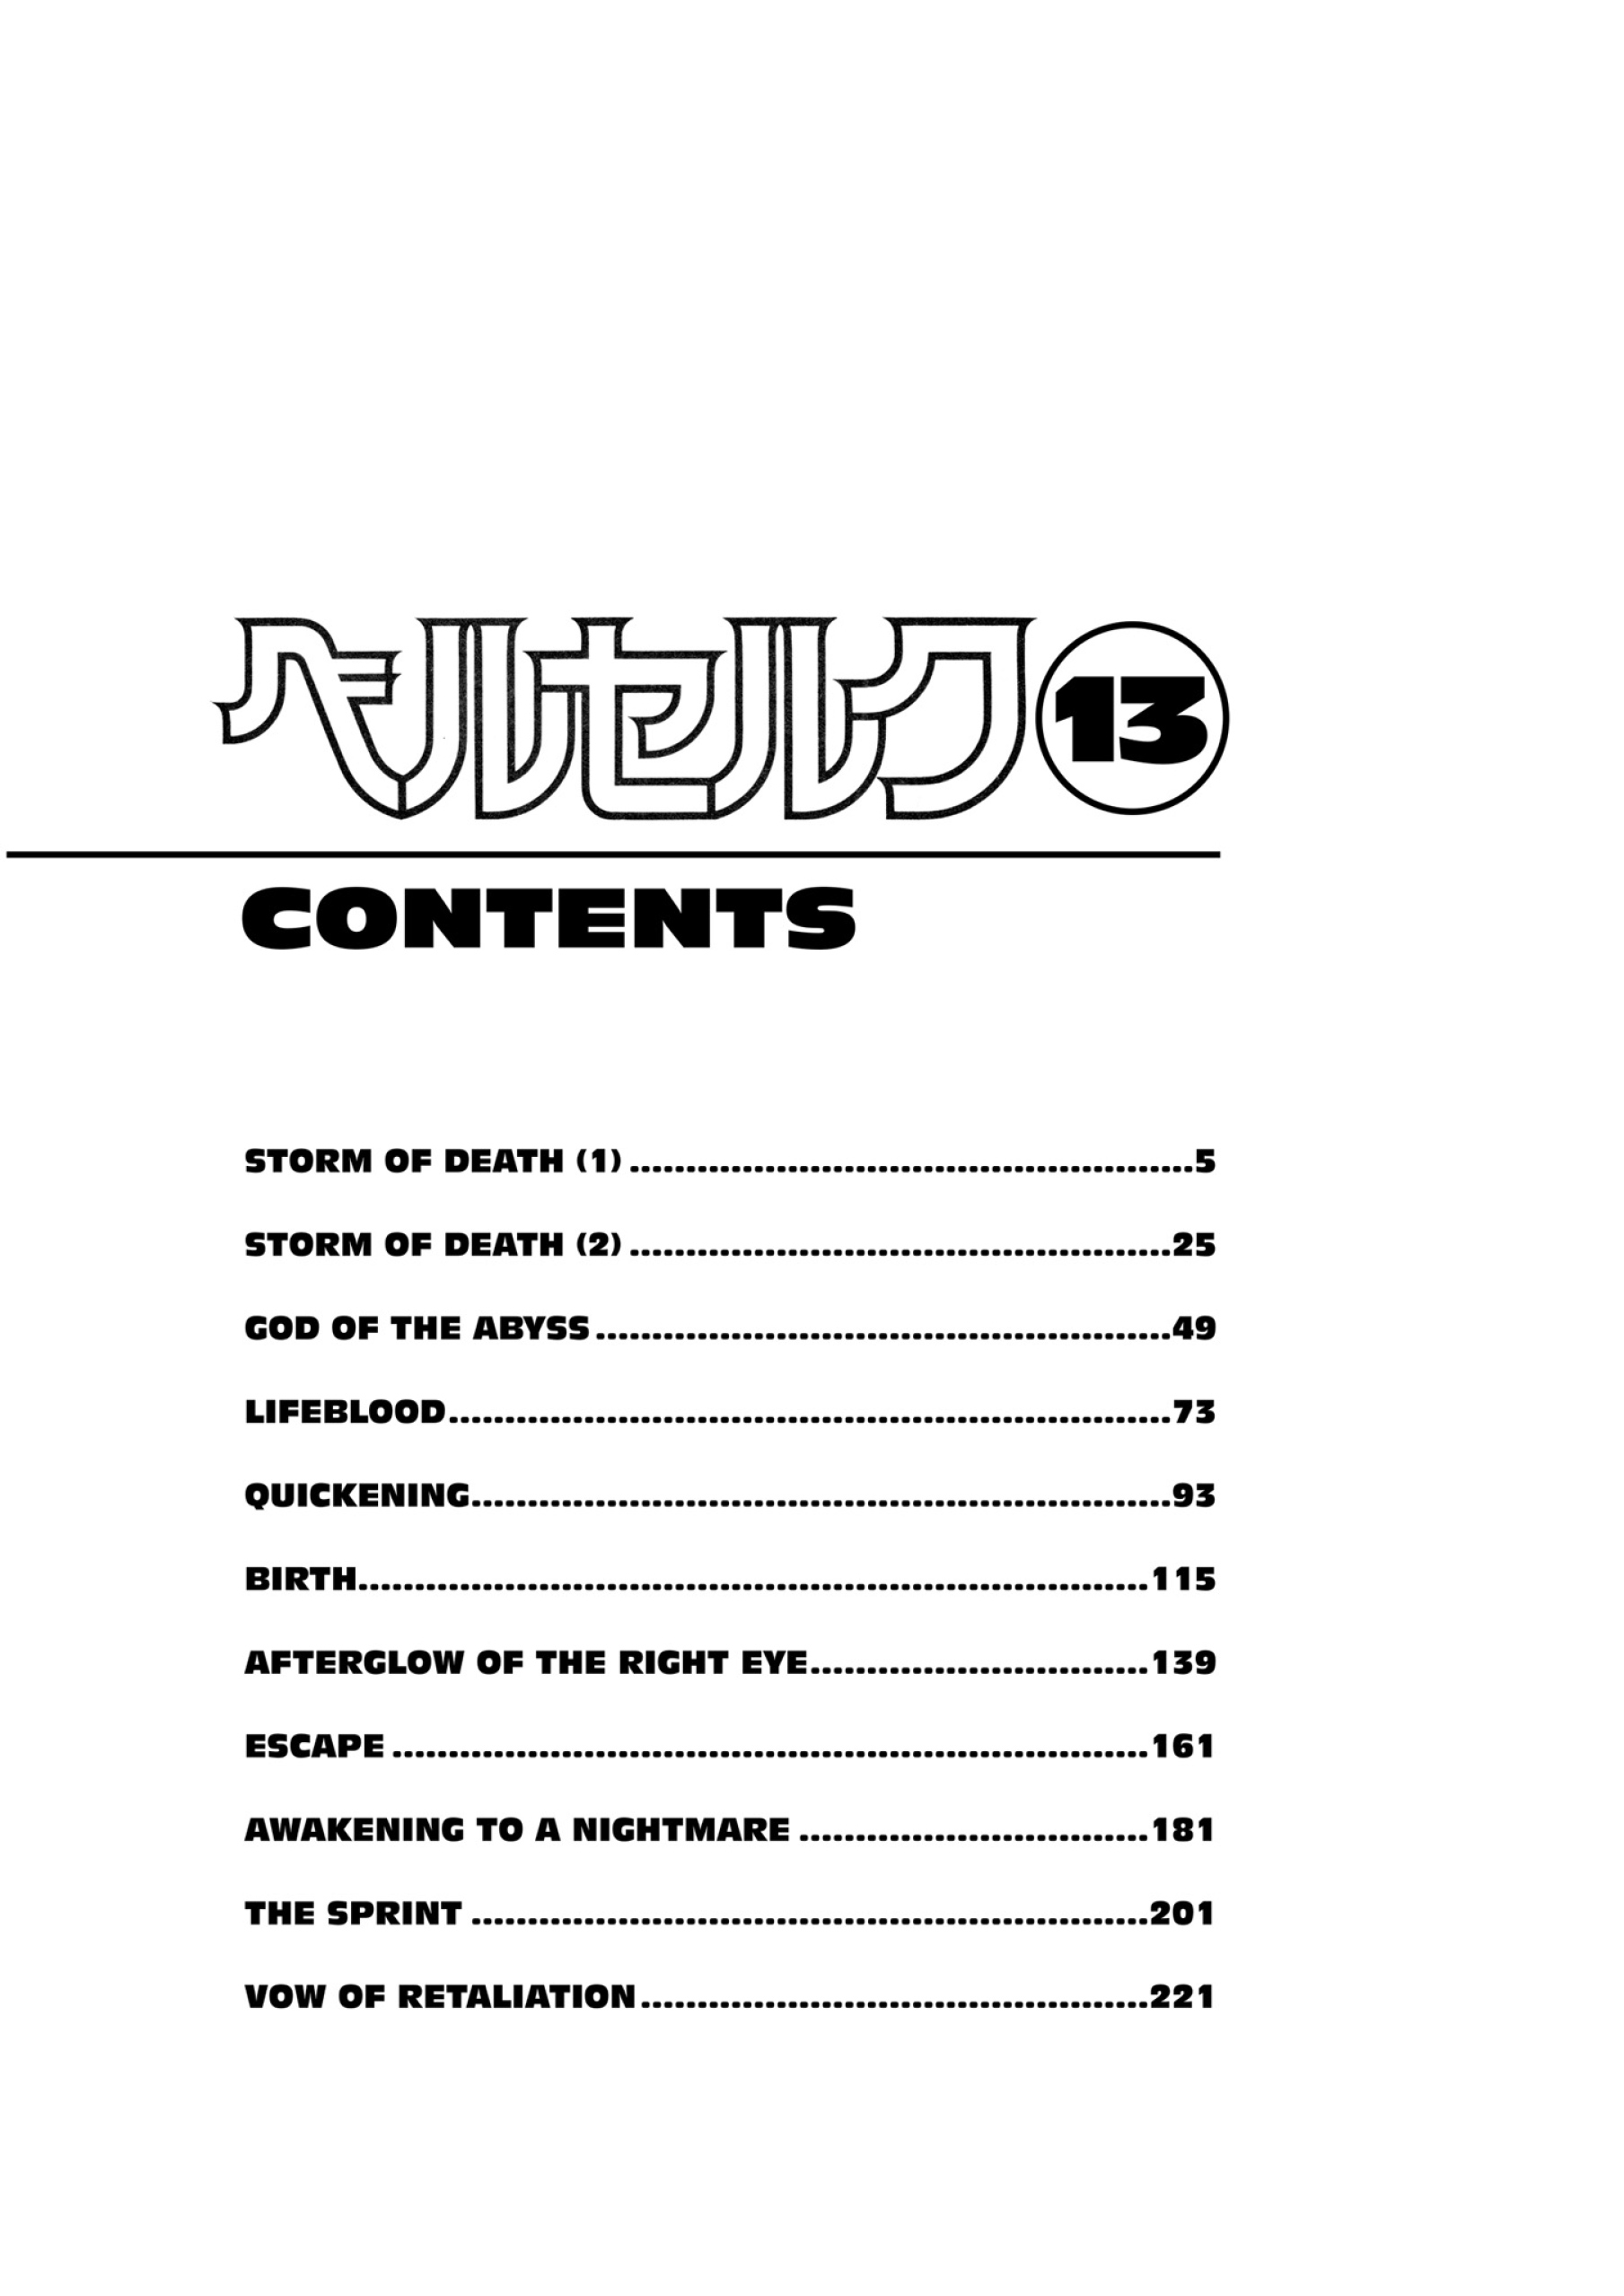 ベルセルク 13
CONTENTS
STORM OF DEATH (1) ........ 5
STORM OF DEATH (2) ........ 25
GOD OF THE ABYSS ........ 49
LIFEBLOOD ........ 73
QUICKENING ........ 93
BIRTH ........ 115
AFTERGLOW OF THE RIGHT EYE ........ 139
ESCAPE ........ 161
AWAKENING TO A NIGHTMARE ........ 181
THE SPRINT ........ 201
VOW OF RETALIATION ........ 221